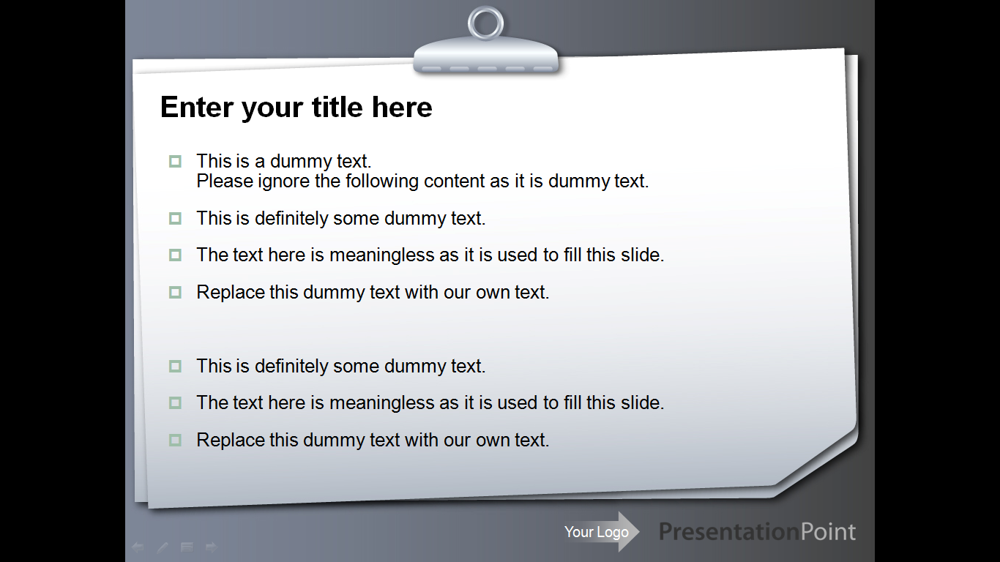 Enter your title here
This is a dummy text.
Please ignore the following content as it is dummy text.
This is definitely some dummy text.
The text here is meaningless as it is used to fill this slide.
Replace this dummy text with our own text.
This is definitely some dummy text.
The text here is meaningless as it is used to fill this slide.
Replace this dummy text with our own text.
Your Logo
PresentationPoint